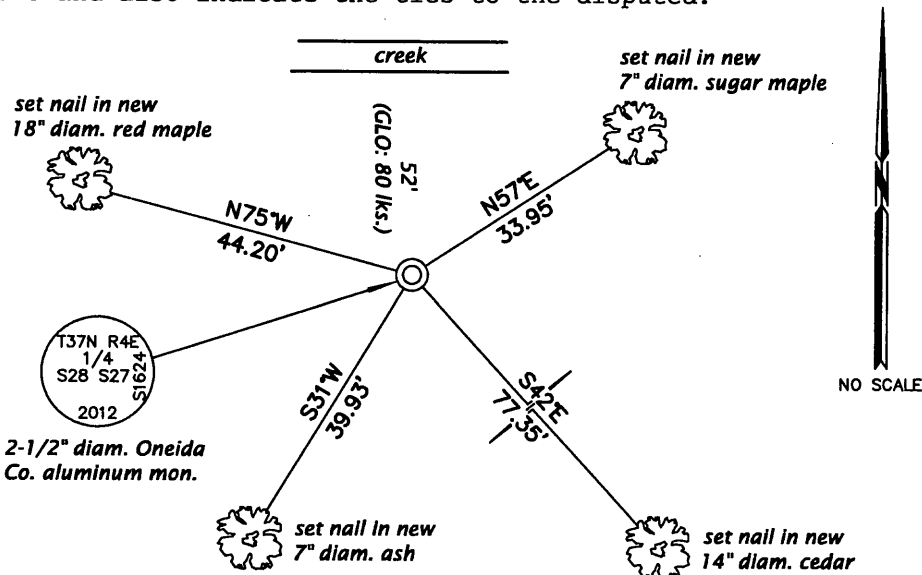 and dist indicate the ties to the disputed.
creek
set nail in new
7" diam. sugar maple
set nail in new
18" diam. red maple
52'
(GLO: 80 lks.)
N57°E
33.95'
N75°W
44.20'
N
NO SCALE
T37N R4E
1/4
S28 S27
S1624
2012
2-1/2" diam. Oneida
Co. aluminum mon.
S31°W
39.93'
S42°E
77.35'
set nail in new
7" diam. ash
set nail in new
14" diam. cedar